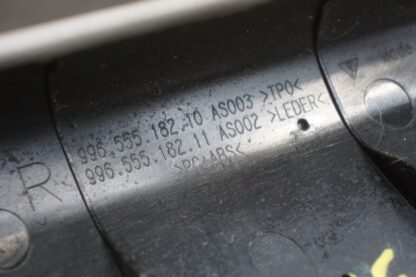 996.555.182.10 AS003 >TPO<
996.555.182.11 AS002 >LEDER<
>PC+ABS<
R